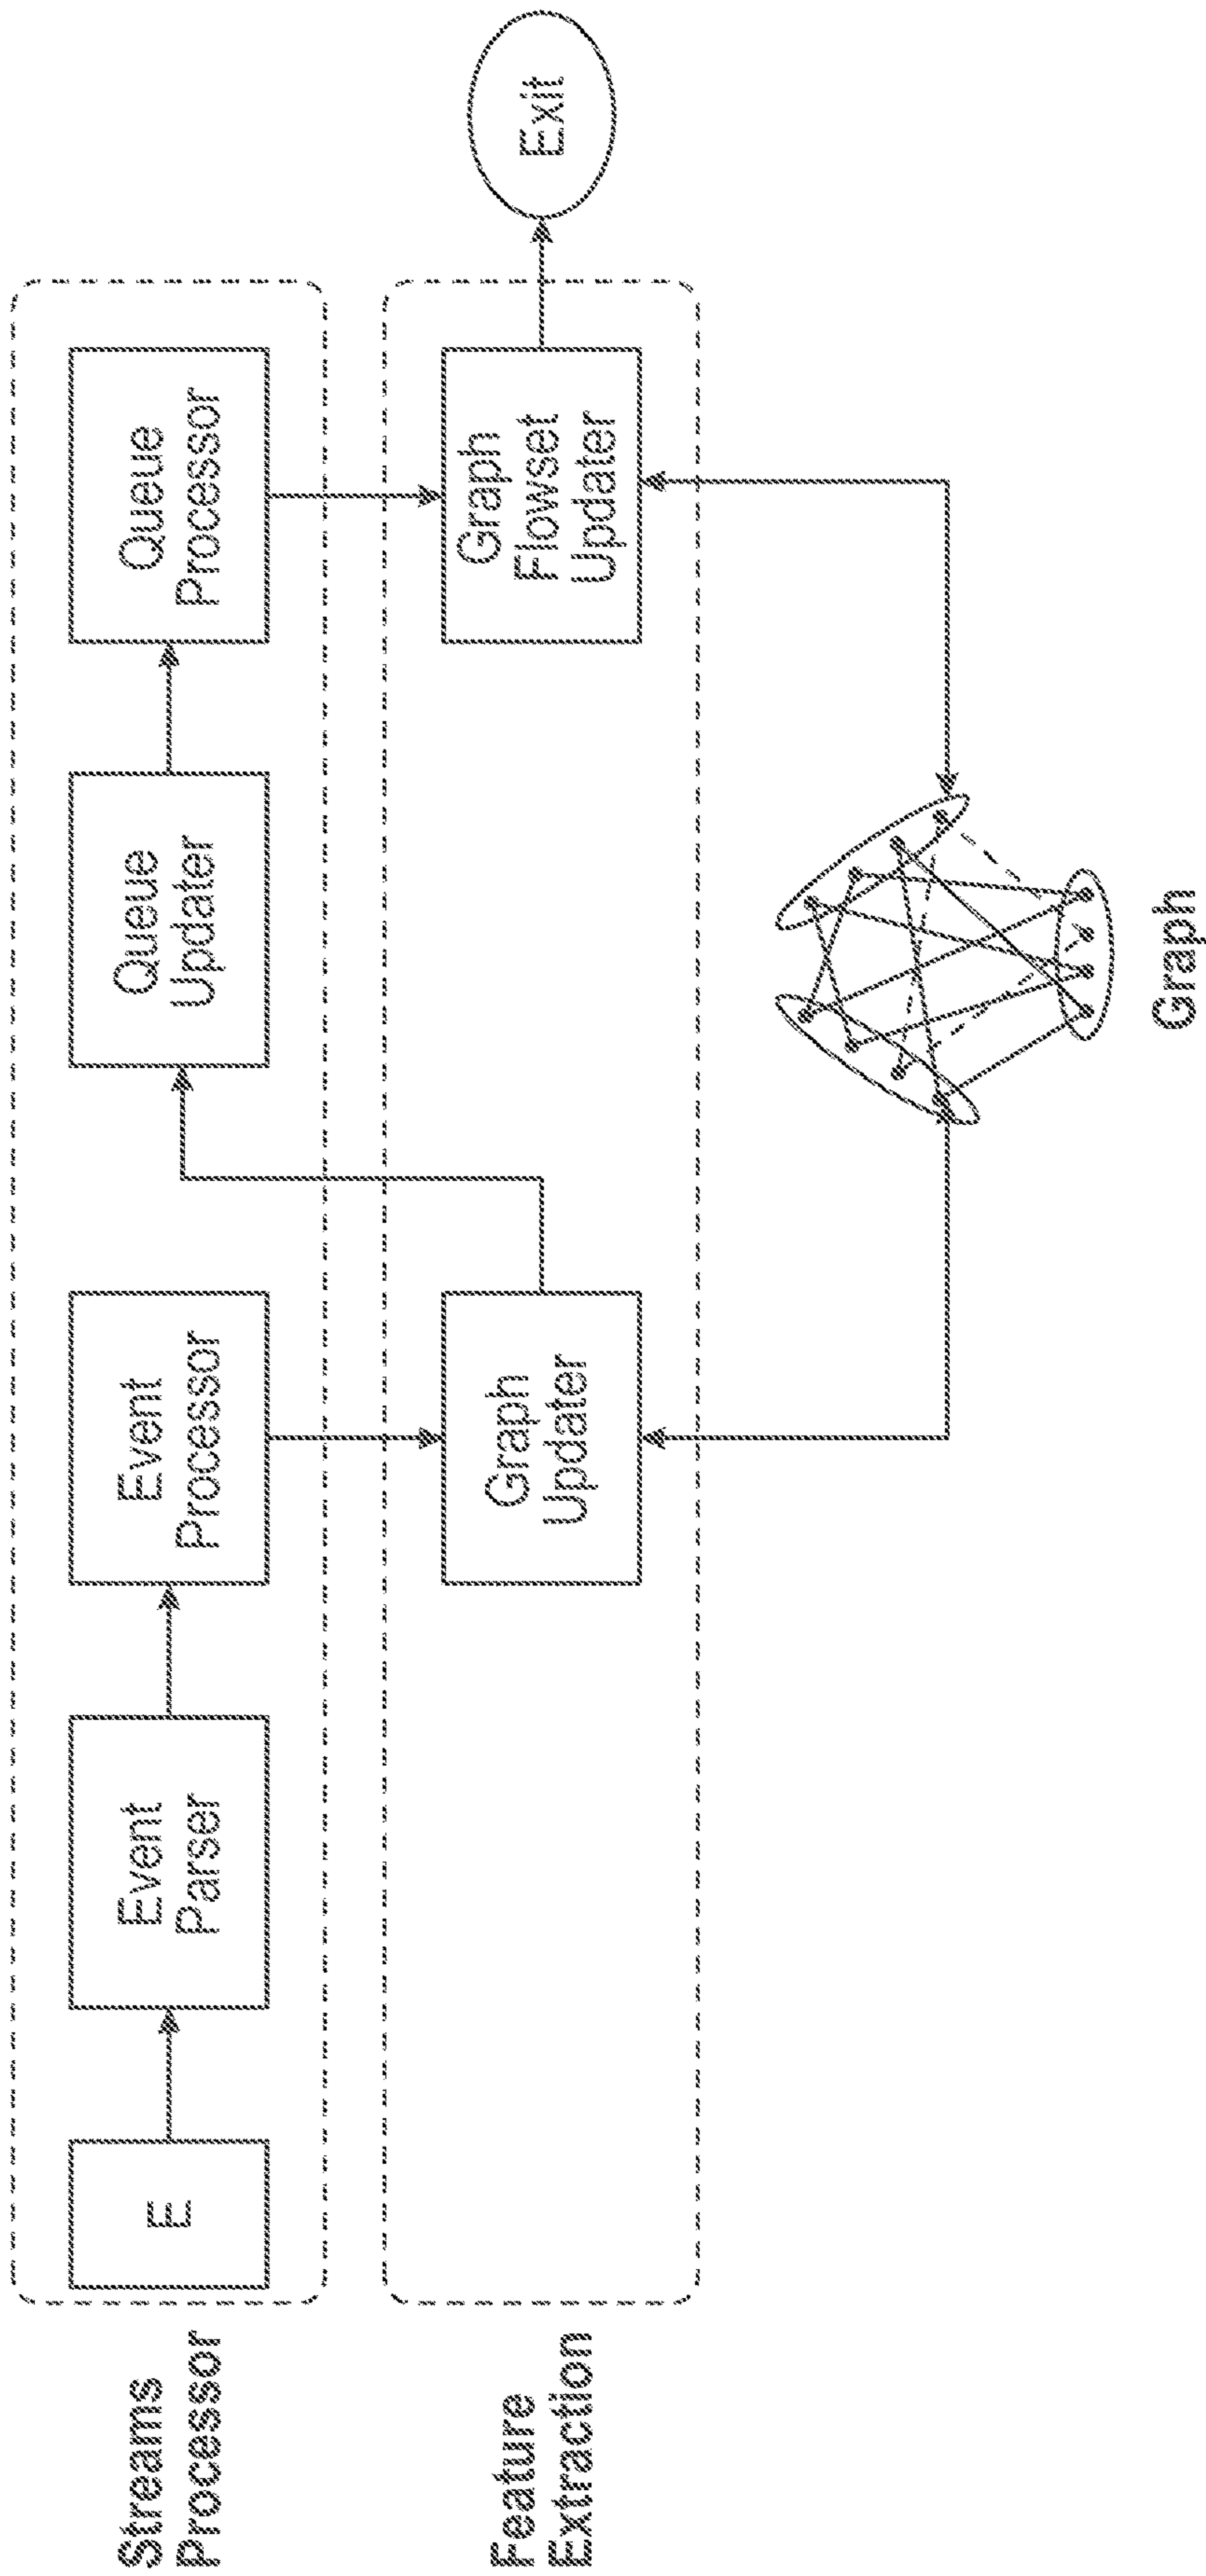 Streams
Processor
E
Event
Parser
Event
Processor
Queue
Updater
Queue
Processor
Feature
Extraction
Graph
Updater
Graph
Flowset
Updater
Exit
Graph